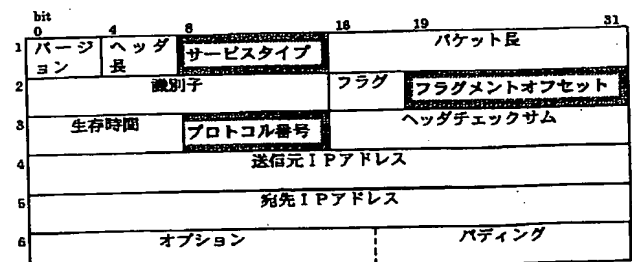 bit
0 4 8 16 19 31
1 バージョン ヘッダ長 サービスタイプ パケット長
2 識別子 フラグ フラグメントオフセット
3 生存時間 プロトコル番号 ヘッダチェックサム
4 送信元IPアドレス
5 宛先IPアドレス
6 オプション パディング